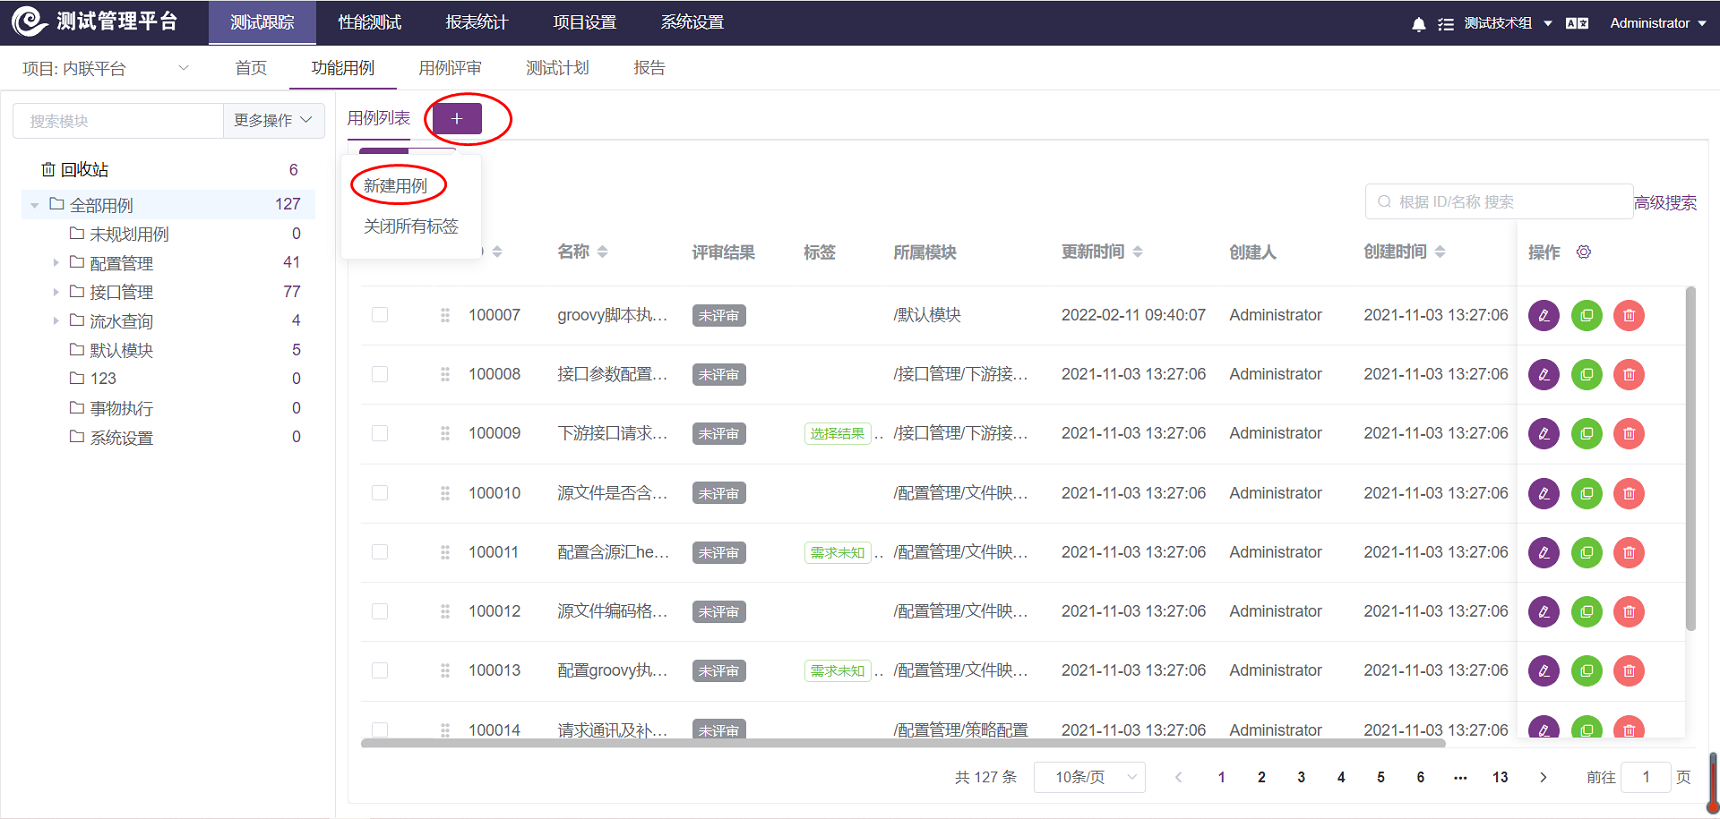 测试管理平台
测试跟踪 性能测试 报表统计 项目设置 系统设置
测试技术组 Administrator
项目: 内联平台
首页 功能用例 用例评审 测试计划 报告
搜索模块 更多操作
用例列表 +
新建用例
关闭所有标签
回收站 6
全部用例 127
未规划用例 0
配置管理 41
接口管理 77
流水查询 4
默认模块 5
123 0
事物执行 0
系统设置 0
根据 ID/名称 搜索 高级搜索
名称 评审结果 标签 所属模块 更新时间 创建人 创建时间 操作
100007 groovy脚本执... 未评审 /默认模块 2022-02-11 09:40:07 Administrator 2021-11-03 13:27:06
100008 接口参数配置... 未评审 /接口管理/下游接... 2021-11-03 13:27:06 Administrator 2021-11-03 13:27:06
100009 下游接口请求... 未评审 选择结果 .. /接口管理/下游接... 2021-11-03 13:27:06 Administrator 2021-11-03 13:27:06
100010 源文件是否含... 未评审 /配置管理/文件映... 2021-11-03 13:27:06 Administrator 2021-11-03 13:27:06
100011 配置含源汇he... 未评审 需求未知 .. /配置管理/文件映... 2021-11-03 13:27:06 Administrator 2021-11-03 13:27:06
100012 源文件编码格... 未评审 /配置管理/文件映... 2021-11-03 13:27:06 Administrator 2021-11-03 13:27:06
100013 配置groovy执... 未评审 需求未知 .. /配置管理/文件映... 2021-11-03 13:27:06 Administrator 2021-11-03 13:27:06
100014 请求通讯及补... 未评审 /配置管理/策略配置 2021-11-03 13:27:06 Administrator 2021-11-03 13:27:06
共 127 条 10条/页 1 2 3 4 5 6 ... 13 前往 1 页